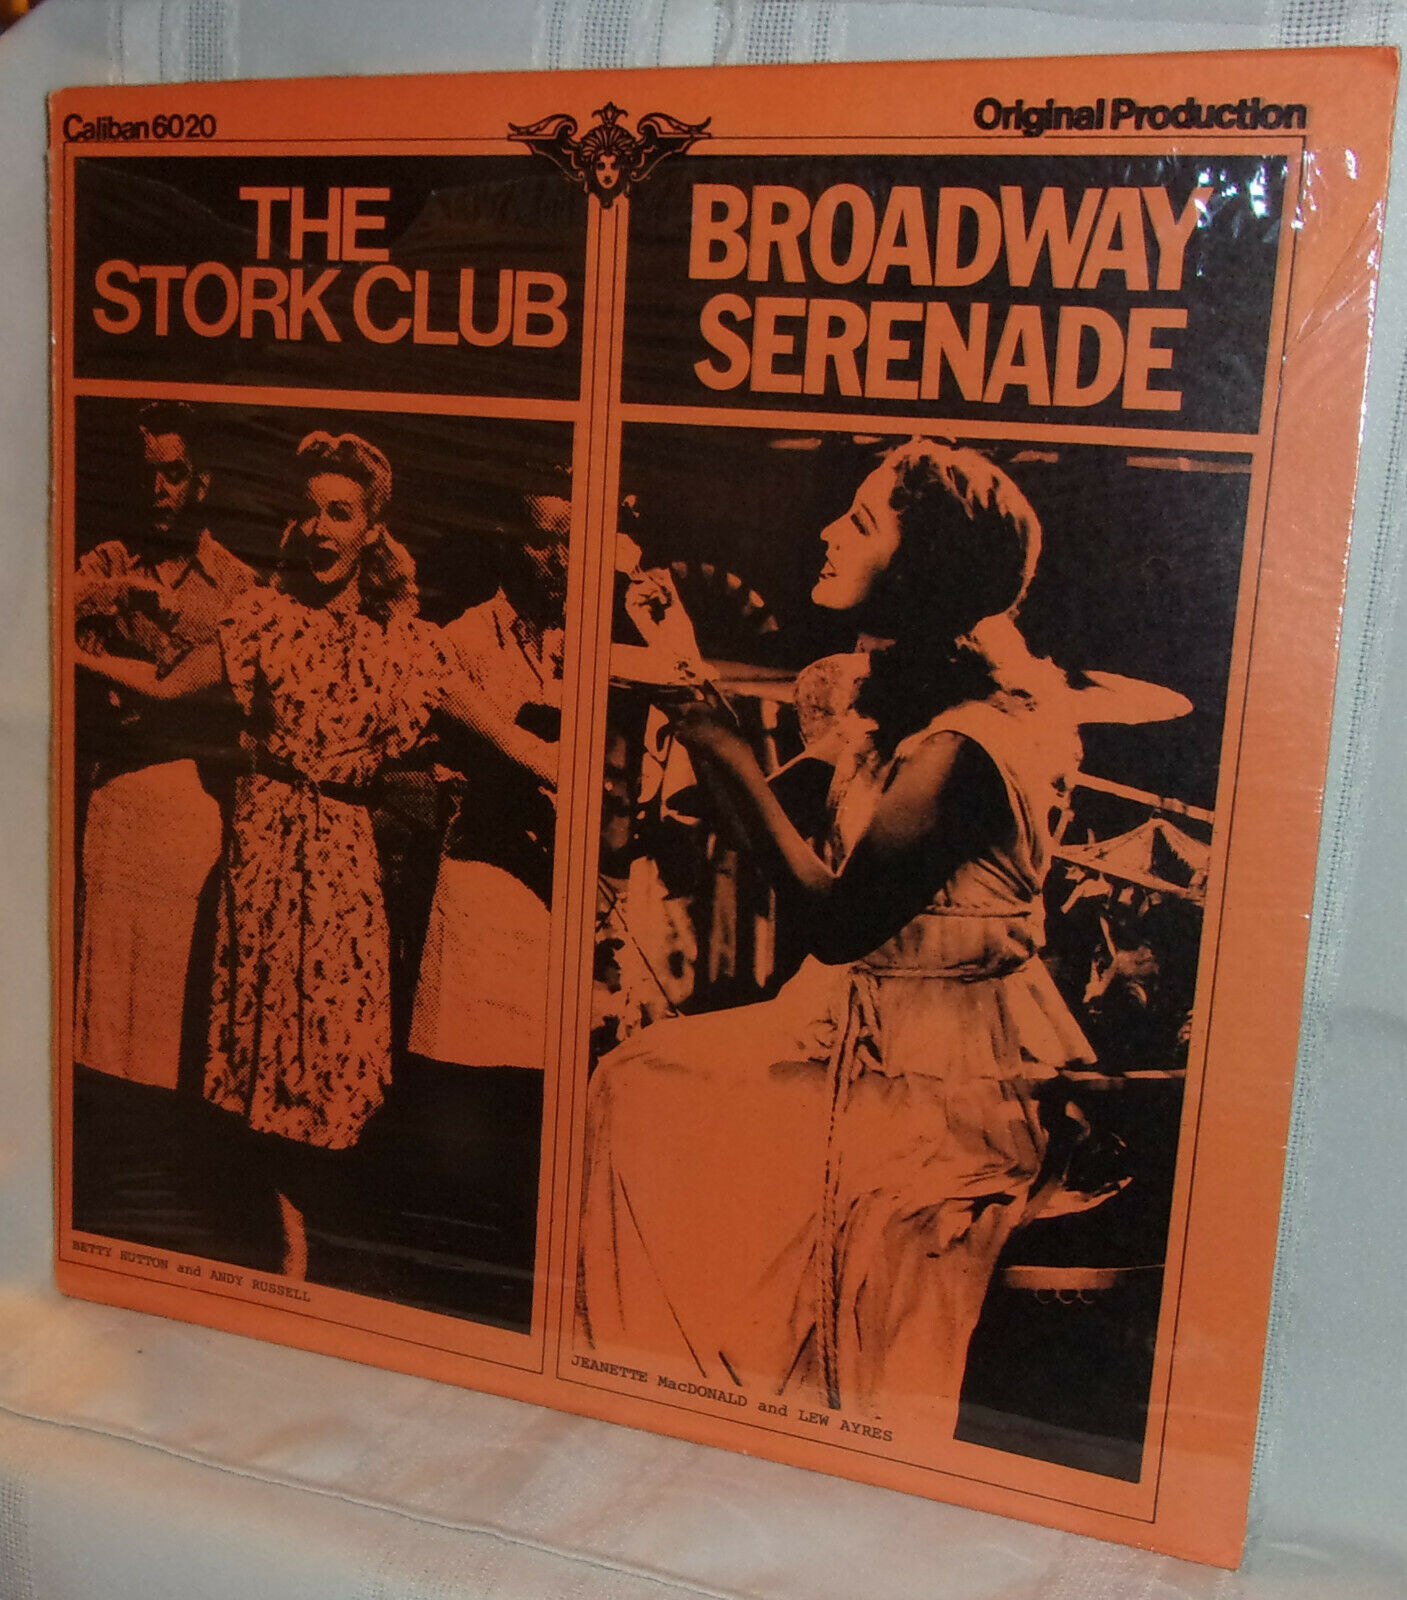 Caliban 6020
Original Production
THE
STORK CLUB
BROADWAY
SERENADE
BETTY HUTTON and ANDY RUSSELL
JEANETTE MacDONALD and LEW AYRES